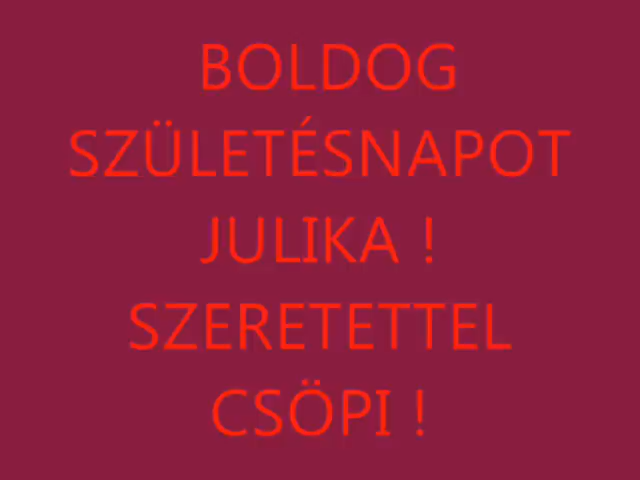 BOLDOG
SZÜLETÉSNAPOT
JULIKA !
SZERETETTEL
CSÖPI !